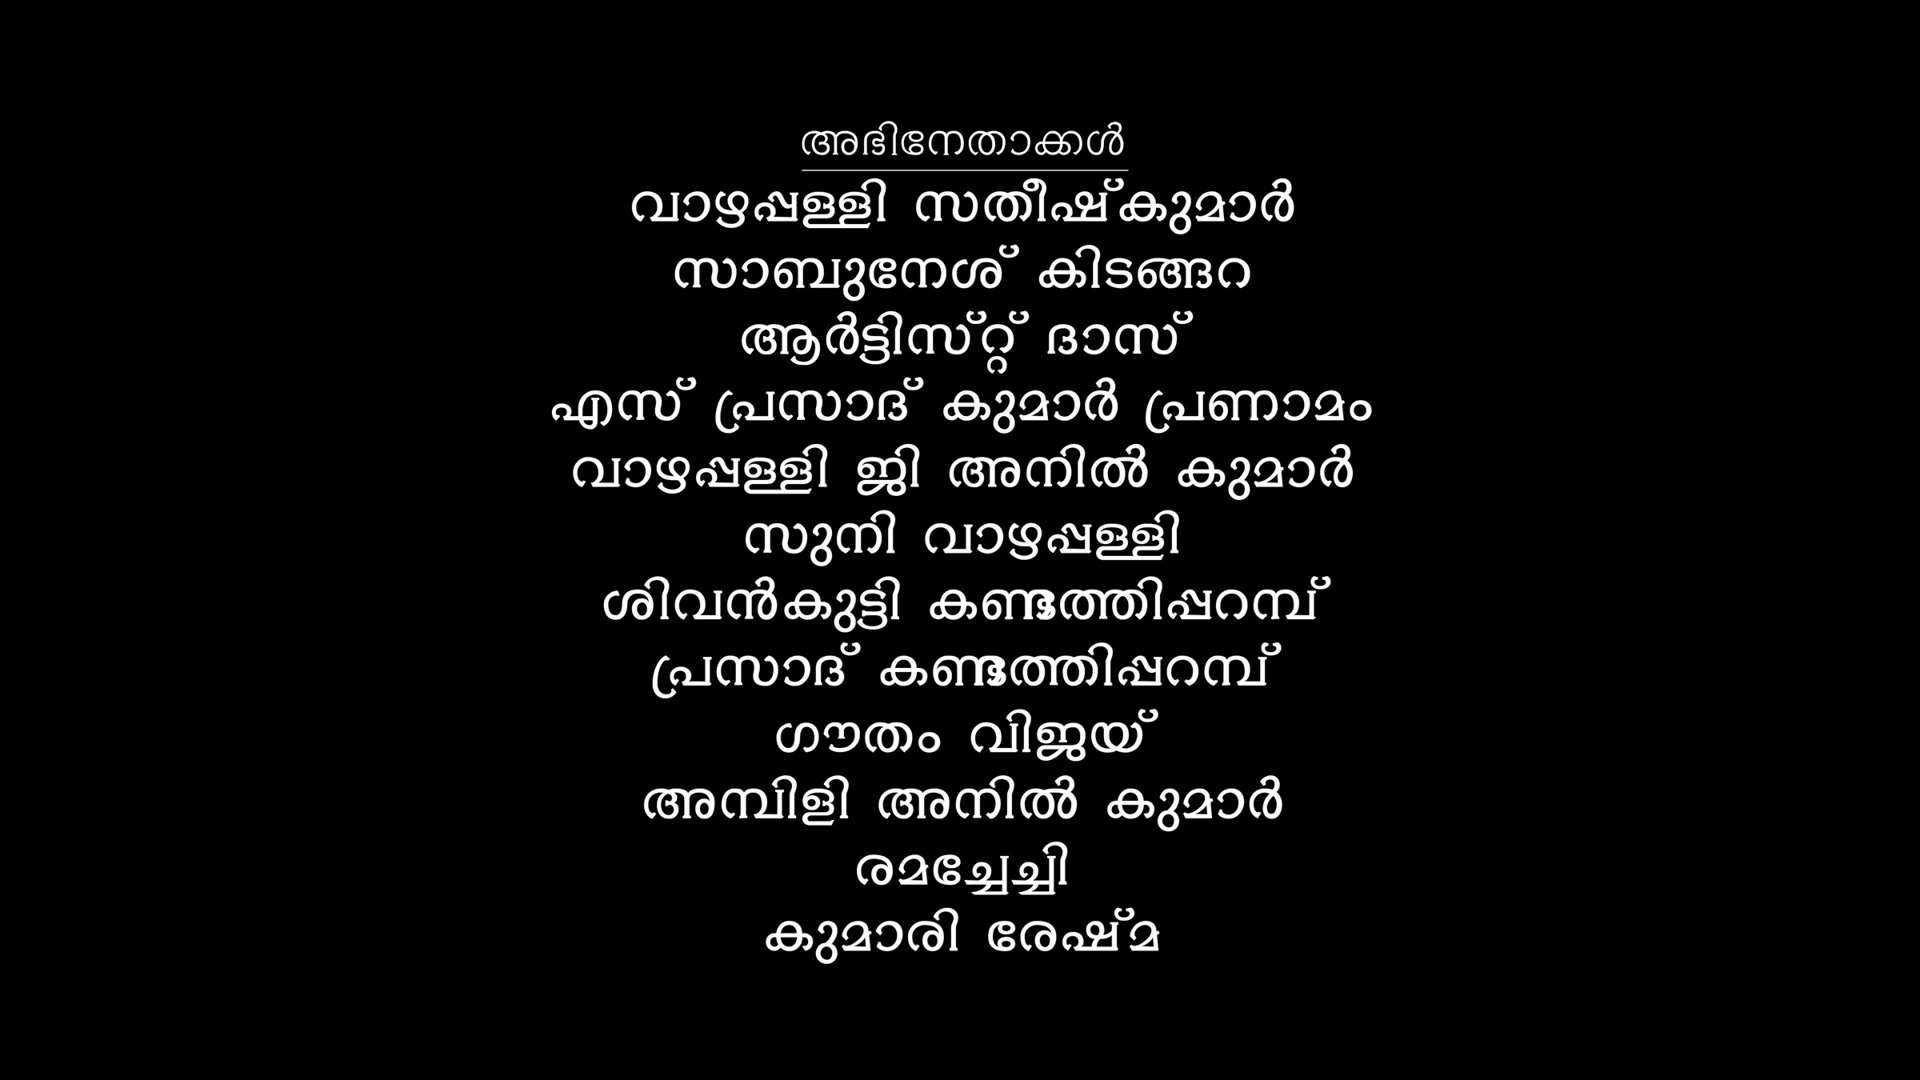 അഭിനേതാക്കൾ
വാഴപ്പള്ളി സതീഷ്കുമാർ
സാബുനേശ് കിടങ്ങറ
ആർട്ടിസ്റ്റ് ദാസ്
എസ് പ്രസാദ് കുമാർ പ്രണാമം
വാഴപ്പള്ളി ജി അനിൽ കുമാർ
സുനി വാഴപ്പള്ളി
ശിവൻകുട്ടി കണ്ടത്തിപ്പറമ്പ്
പ്രസാദ് കണ്ടത്തിപ്പറമ്പ്
ഗൗതം വിജയ്
അമ്പിളി അനിൽ കുമാർ
രമച്ചേച്ചി
കുമാരി രേഷ്മ